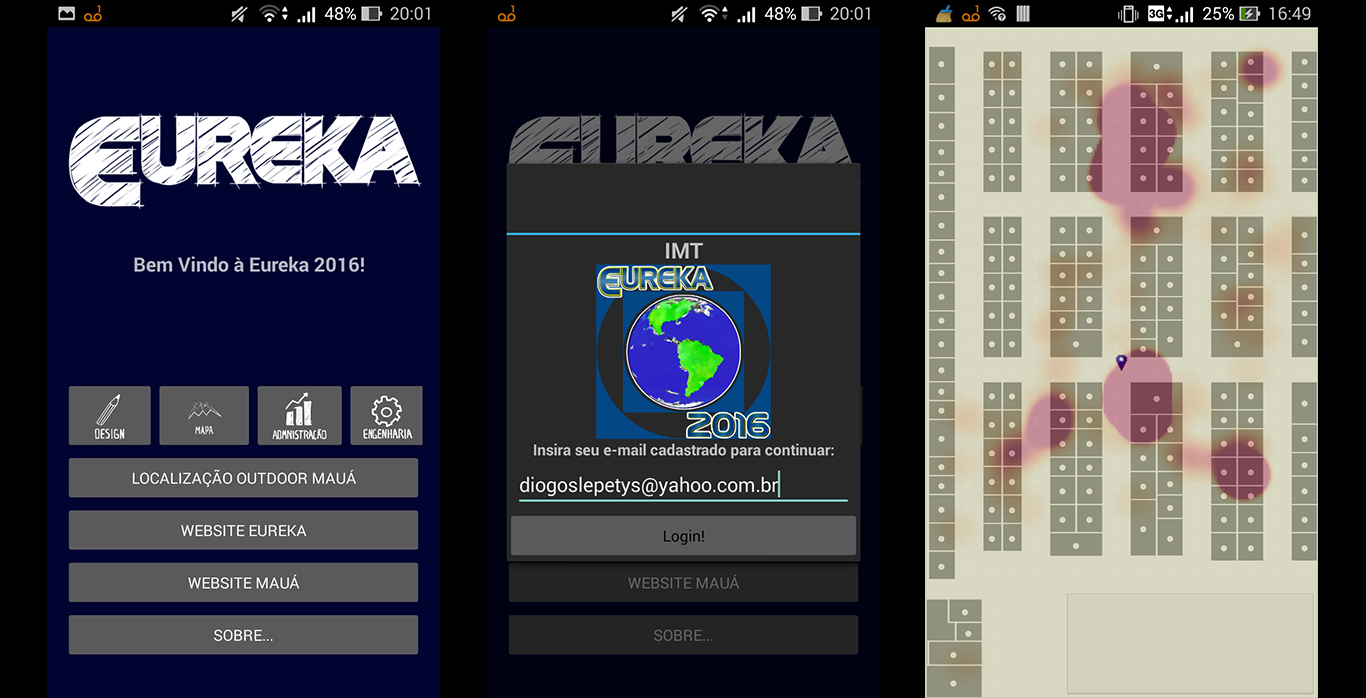 48% 20:01
EUREKA
Bem Vindo à Eureka 2016!
DESIGN
MAPA
ADMINISTRAÇÃO
ENGENHARIA
LOCALIZAÇÃO OUTDOOR MAUÁ
WEBSITE EUREKA
WEBSITE MAUÁ
SOBRE...
48% 20:01
EUREKA
IMT
EUREKA
2016
Insira seu e-mail cadastrado para continuar:
diogoslepetys@yahoo.com.br
Login!
WEBSITE MAUÁ
SOBRE...
3G 25% 16:49